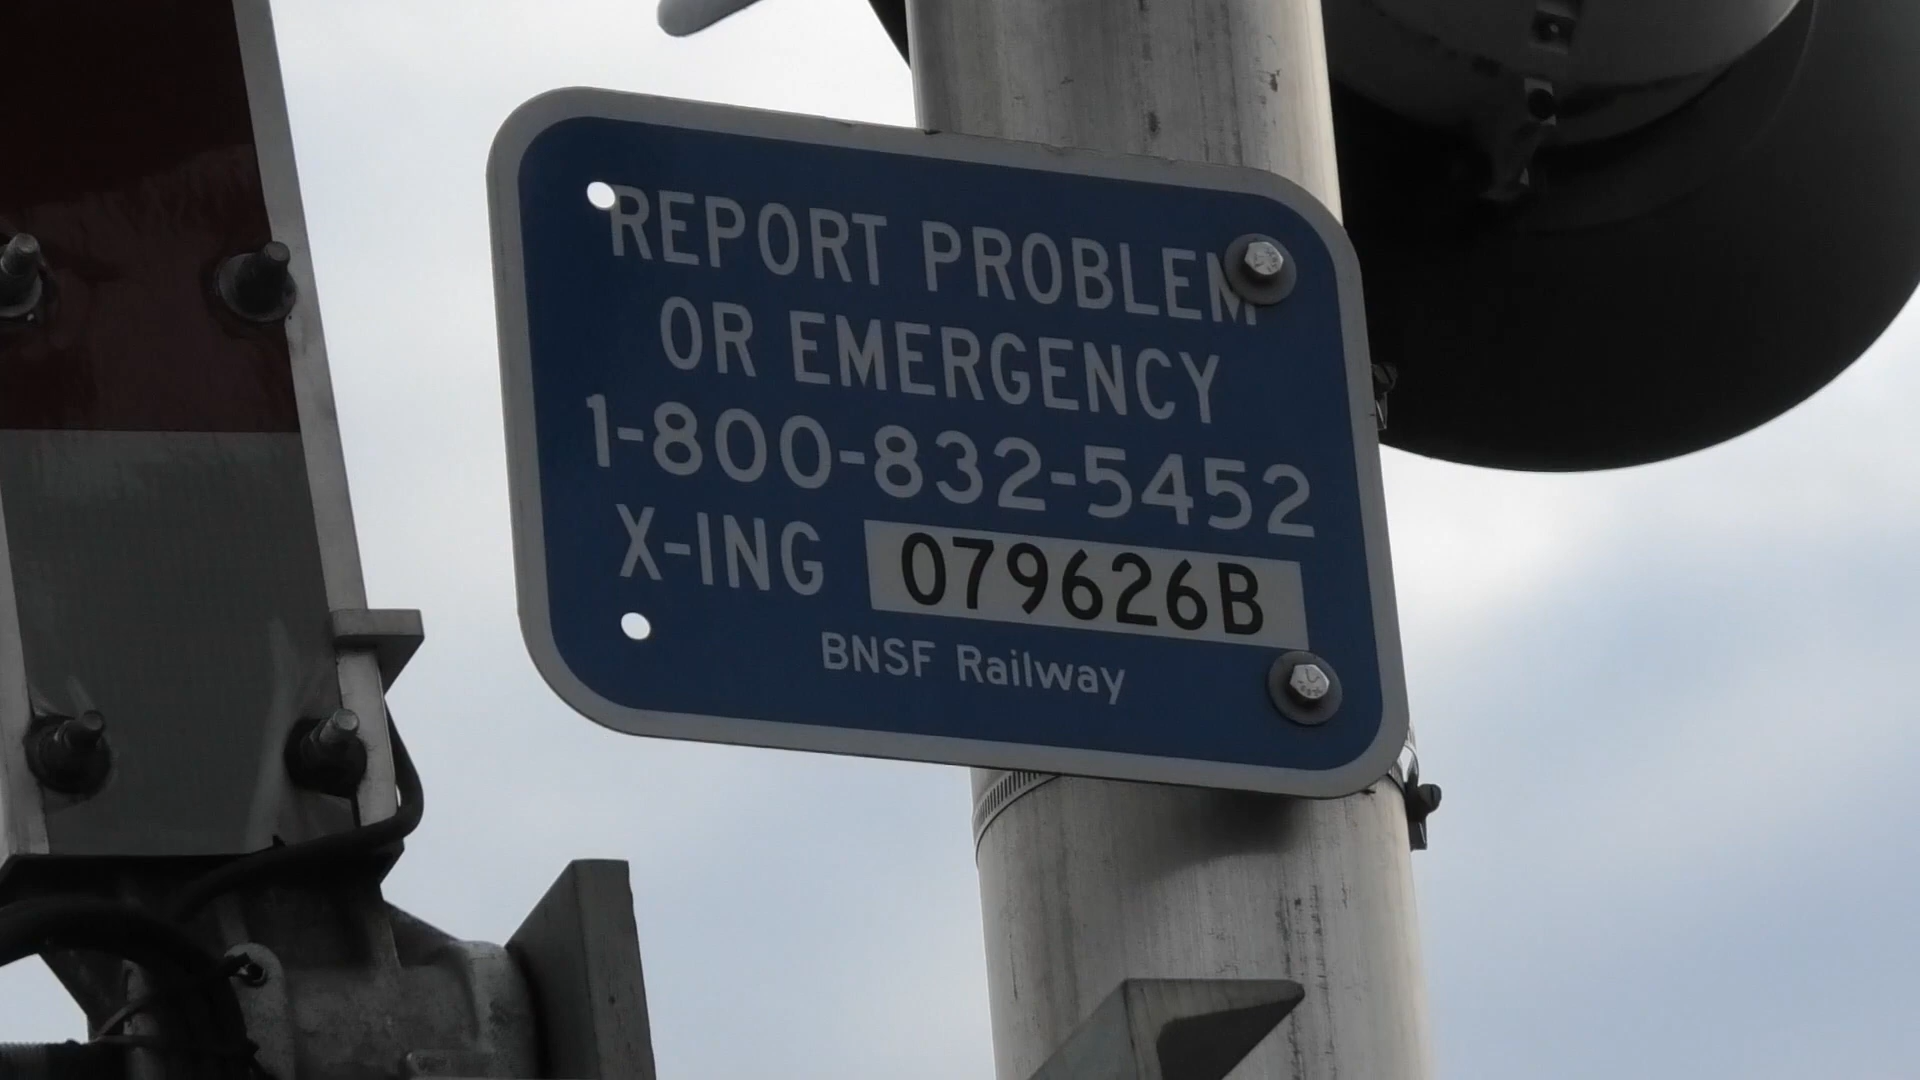 REPORT PROBLEM
OR EMERGENCY
1-800-832-5452
X-ING 079626B
BNSF Railway